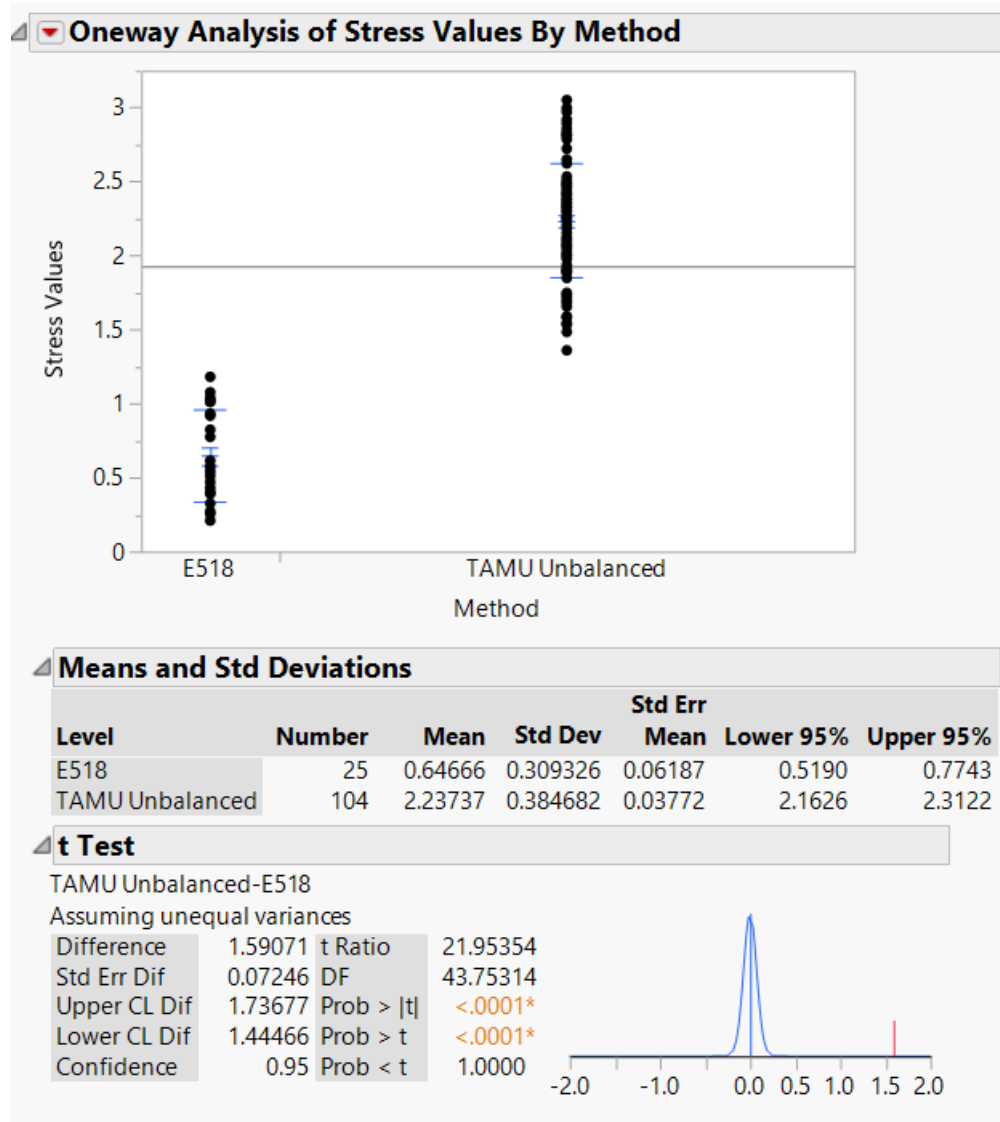 Oneway Analysis of Stress Values By Method
3
2.5
2
1.5
1
0.5
0
Stress Values
E518 TAMU Unbalanced
Method
Means and Std Deviations
Std Err
Level Number Mean Std Dev Mean Lower 95% Upper 95%
E518 25 0.64666 0.309326 0.06187 0.5190 0.7743
TAMU Unbalanced 104 2.23737 0.384682 0.03772 2.1626 2.3122
t Test
TAMU Unbalanced-E518
Assuming unequal variances
Difference 1.59071 t Ratio 21.95354
Std Err Dif 0.07246 DF 43.75314
Upper CL Dif 1.73677 Prob > |t| <.0001*
Lower CL Dif 1.44466 Prob > t <.0001*
Confidence 0.95 Prob < t 1.0000
-2.0 -1.0 0.0 0.5 1.0 1.5 2.0